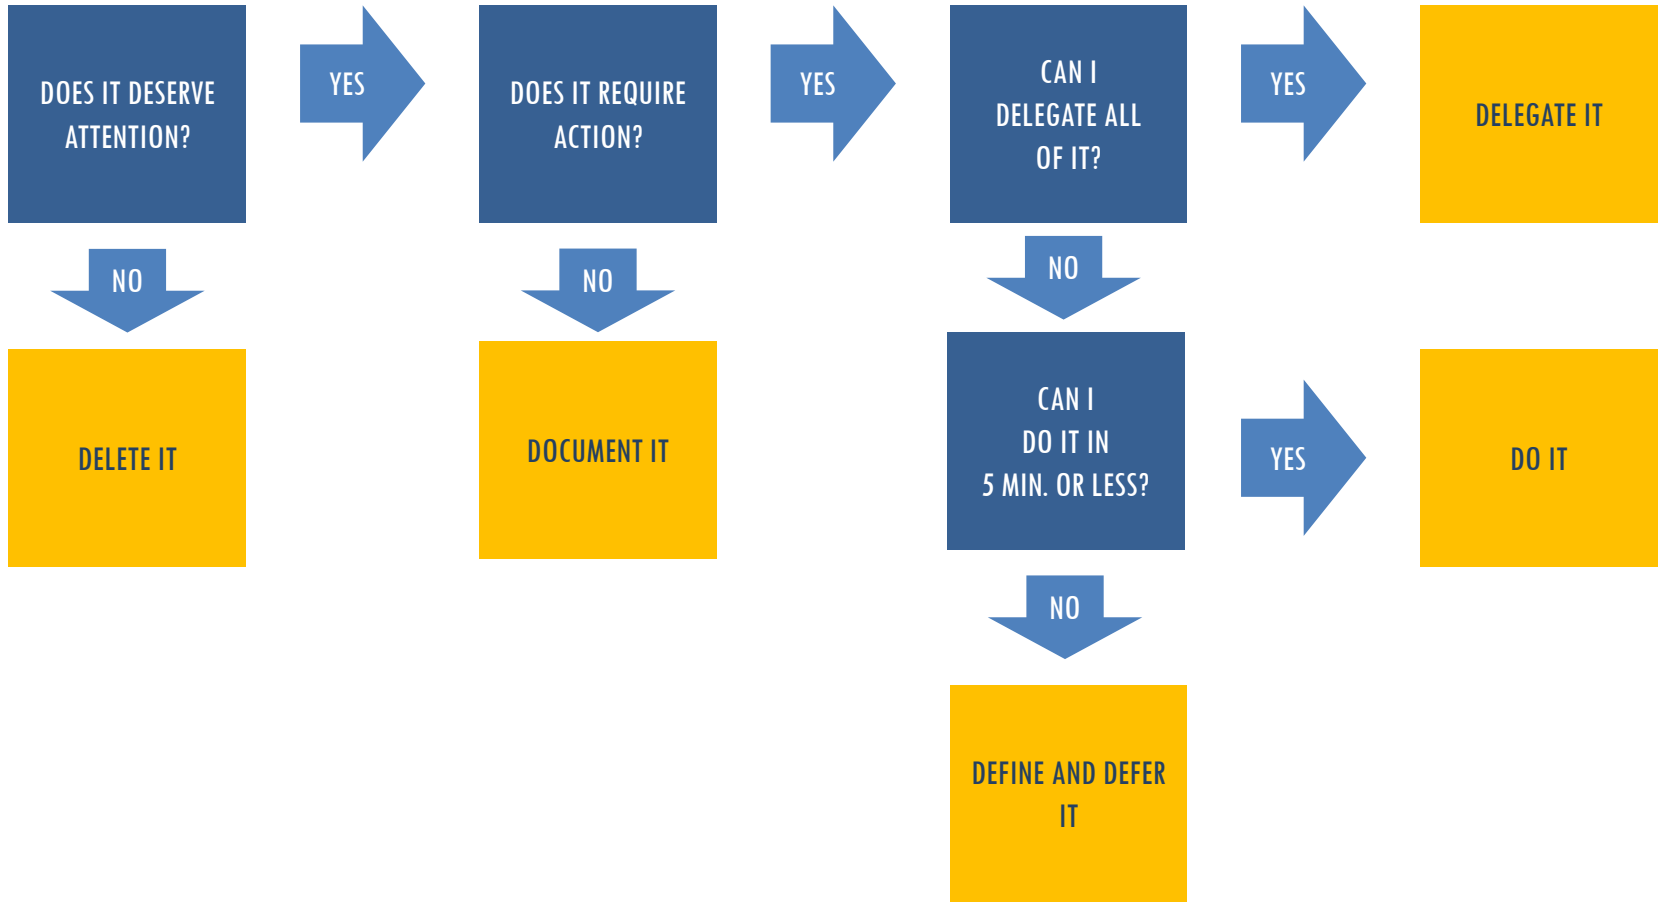 DOES IT DESERVE
ATTENTION?
YES
DOES IT REQUIRE
ACTION?
YES
CAN I
DELEGATE ALL
OF IT?
YES
DELEGATE IT
NO
NO
NO
DELETE IT
DOCUMENT IT
CAN I
DO IT IN
5 MIN. OR LESS?
YES
DO IT
NO
DEFINE AND DEFER
IT